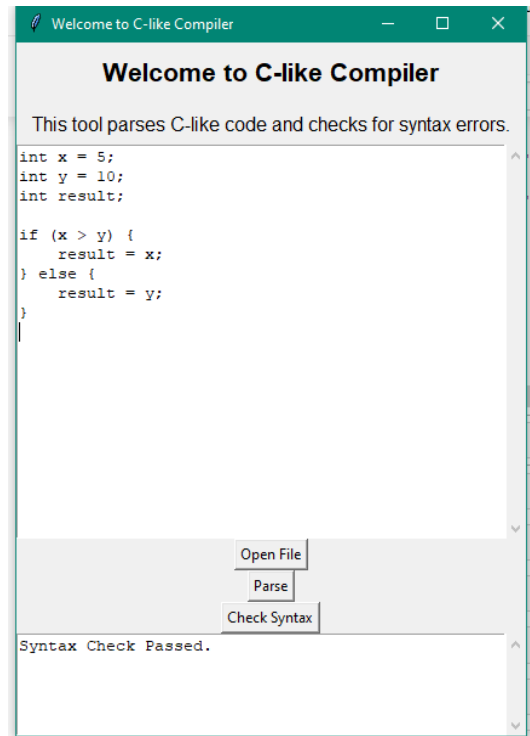 Welcome to C-like Compiler
Welcome to C-like Compiler
This tool parses C-like code and checks for syntax errors.
int x = 5;
int y = 10;
int result;
if (x > y) {
    result = x;
} else {
    result = y;
}
Open File
Parse
Check Syntax
Syntax Check Passed.